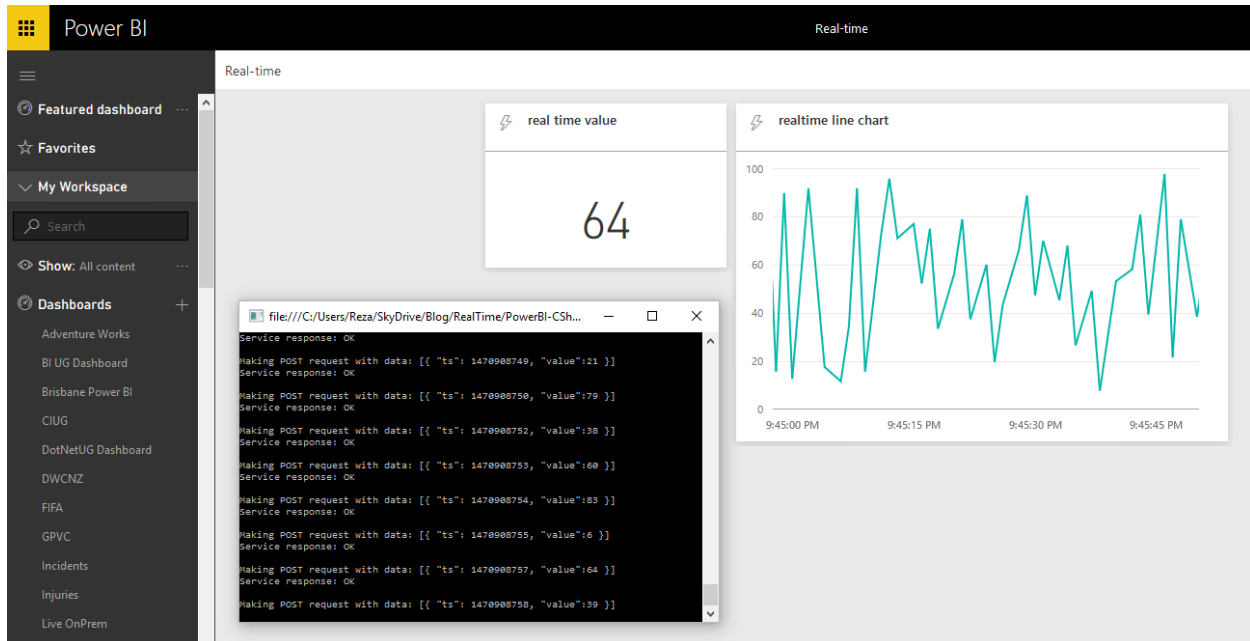 Power BI
Real-time
Real-time
Featured dashboard ...
Favorites
My Workspace
Search
Show: All content ...
Dashboards +
Adventure Works
BI UG Dashboard
Brisbane Power BI
CIUG
DotNetUG Dashboard
DWCNZ
FIFA
GPVC
Incidents
Injuries
Live OnPrem
real time value
64
realtime line chart
100
80
60
40
20
0
9:45:00 PM 9:45:15 PM 9:45:30 PM 9:45:45 PM
file:///C:/Users/Reza/SkyDrive/Blog/RealTime/PowerBI-CSh...
Service response: OK
Making POST request with data: [{ "ts": 1470908749, "value":21 }]
Service response: OK
Making POST request with data: [{ "ts": 1470908750, "value":79 }]
Service response: OK
Making POST request with data: [{ "ts": 1470908752, "value":38 }]
Service response: OK
Making POST request with data: [{ "ts": 1470908753, "value":60 }]
Service response: OK
Making POST request with data: [{ "ts": 1470908754, "value":83 }]
Service response: OK
Making POST request with data: [{ "ts": 1470908755, "value":6 }]
Service response: OK
Making POST request with data: [{ "ts": 1470908757, "value":64 }]
Service response: OK
Making POST request with data: [{ "ts": 1470908758, "value":39 }]